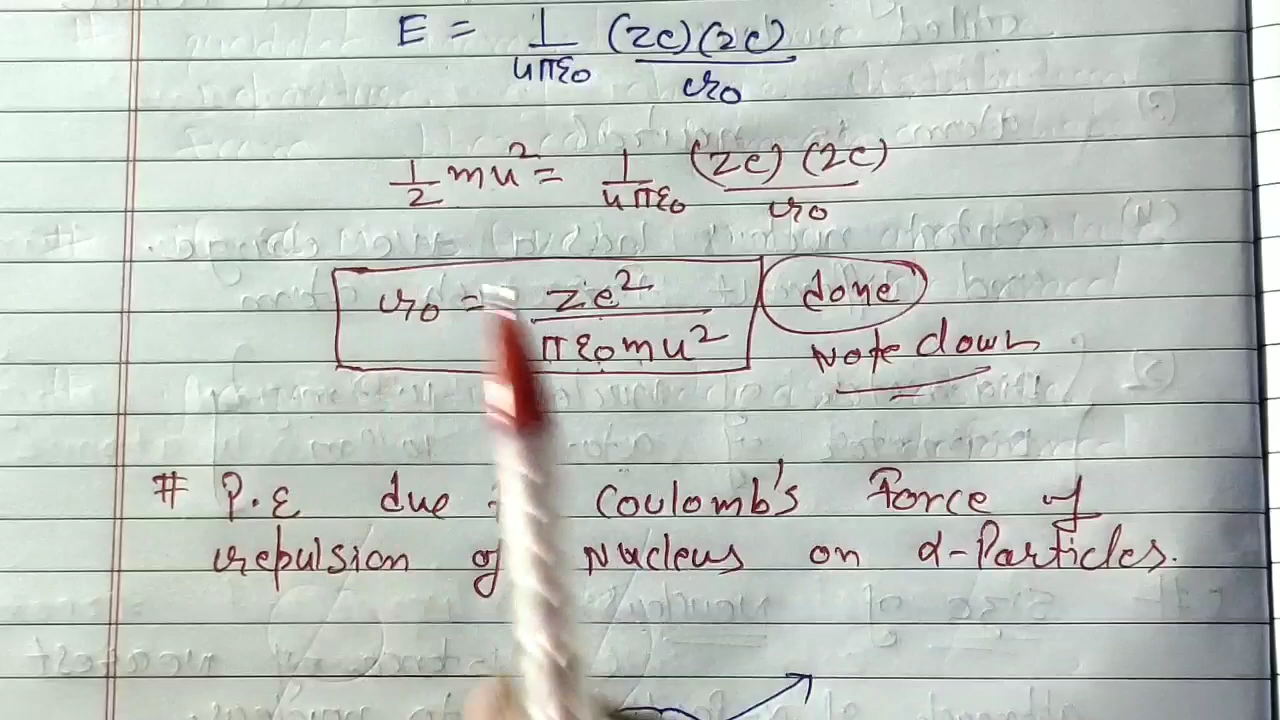 E = 1/4πε0 (Ze)(2e)/r0
1/2 mu² = 1/4πε0 (Ze)(2e)/r0
r0 = Ze²/πε0mu² done
Note down
# P.E due Coulomb's Force of
repulsion of Nucleus on α-Particles.